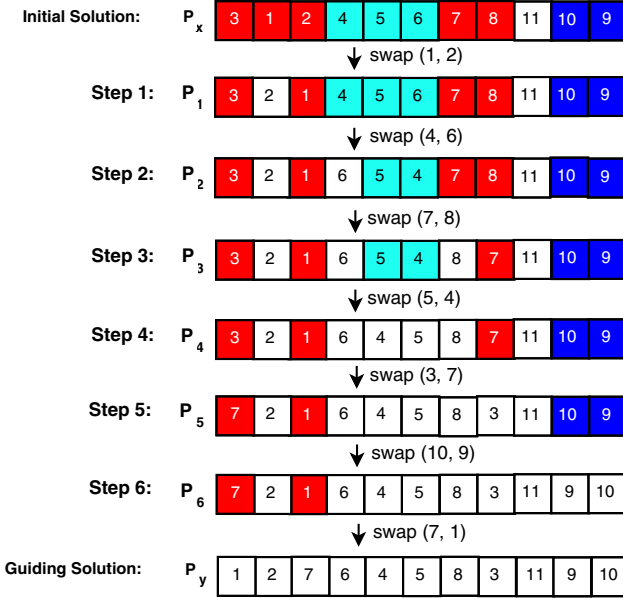 Initial Solution: P x 3 1 2 4 5 6 7 8 11 10 9
swap (1, 2)
Step 1: P 1 3 2 1 4 5 6 7 8 11 10 9
swap (4, 6)
Step 2: P 2 3 2 1 6 5 4 7 8 11 10 9
swap (7, 8)
Step 3: P 3 3 2 1 6 5 4 8 7 11 10 9
swap (5, 4)
Step 4: P 4 3 2 1 6 4 5 8 7 11 10 9
swap (3, 7)
Step 5: P 5 7 2 1 6 4 5 8 3 11 10 9
swap (10, 9)
Step 6: P 6 7 2 1 6 4 5 8 3 11 9 10
swap (7, 1)
Guiding Solution: P y 1 2 7 6 4 5 8 3 11 9 10